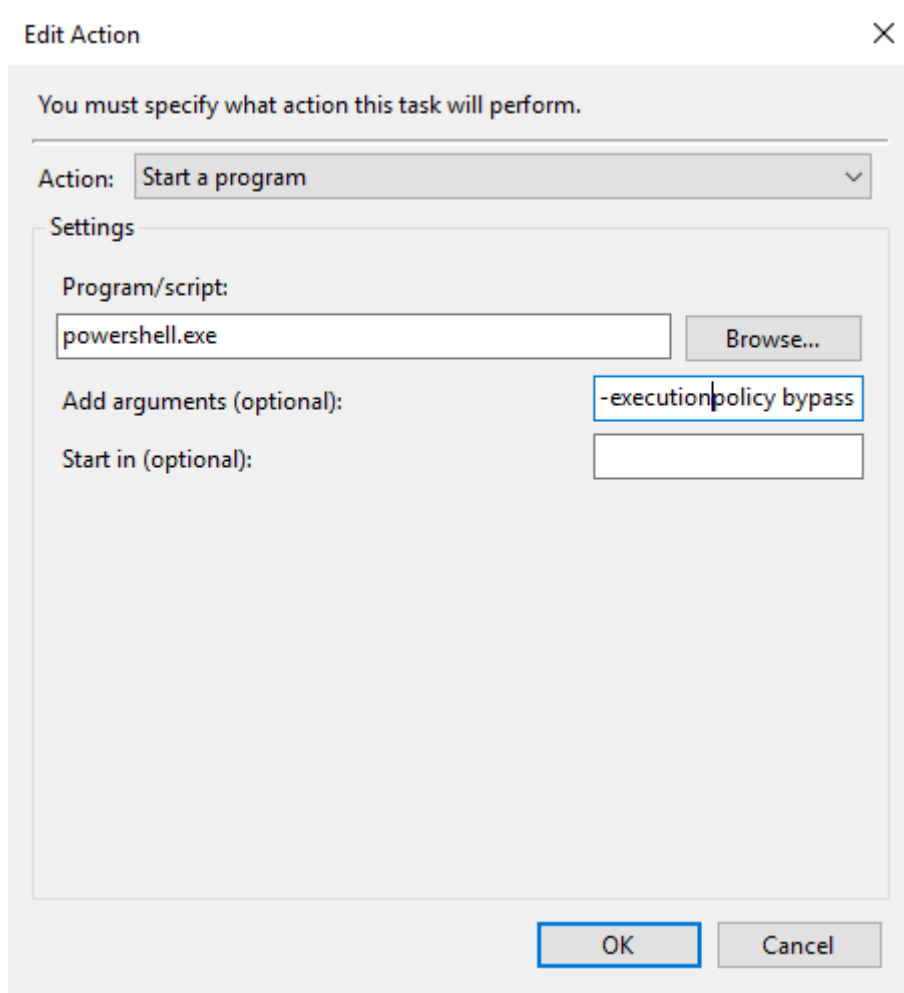 Edit Action
You must specify what action this task will perform.
Action: Start a program
Settings
Program/script:
powershell.exe Browse...
Add arguments (optional): -executionpolicy bypass
Start in (optional):
OK Cancel